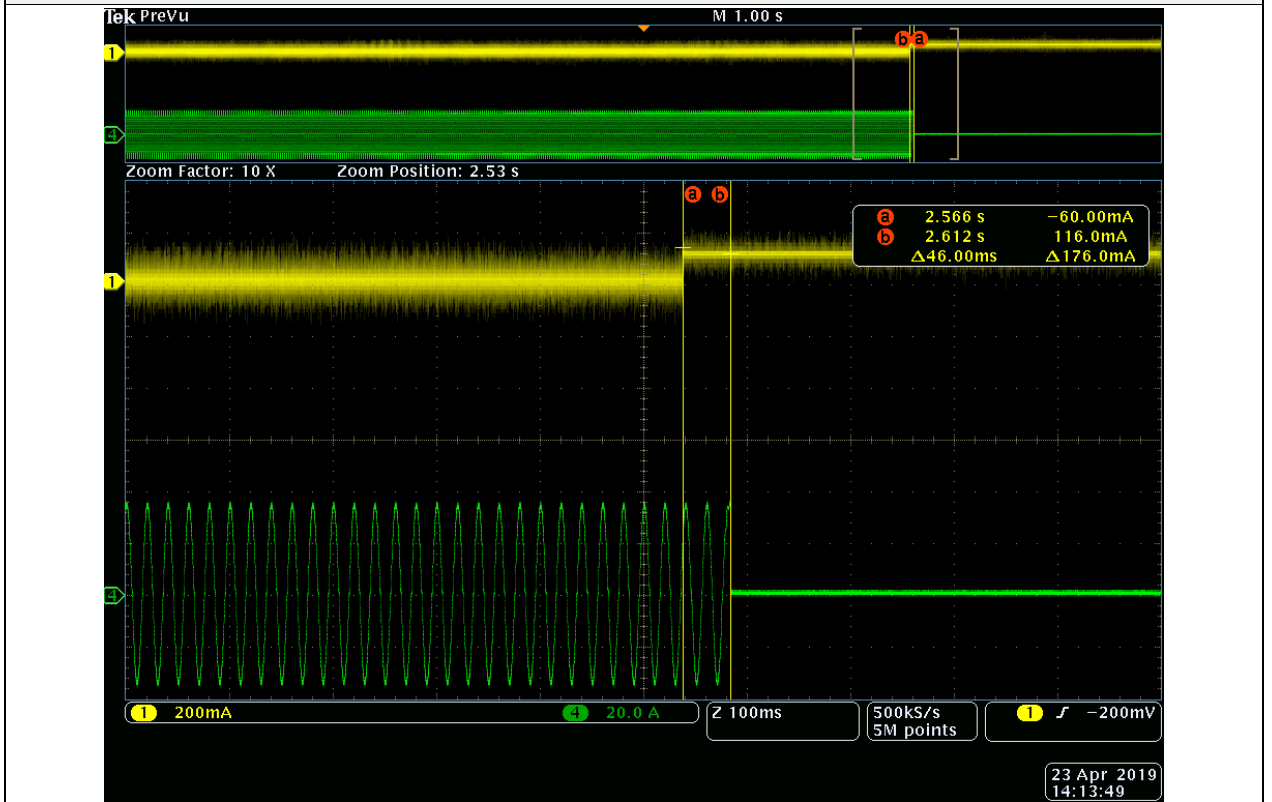 Tek PreVu M 1.00 s
b a
1
4
Zoom Factor: 10 X Zoom Position: 2.53 s
a b
a 2.566 s −60.00mA
b 2.612 s 116.0mA
Δ46.00ms Δ176.0mA
1
4
1 200mA 4 20.0 A Z 100ms 500kS/s 1 −200mV
5M points
23 Apr 2019
14:13:49